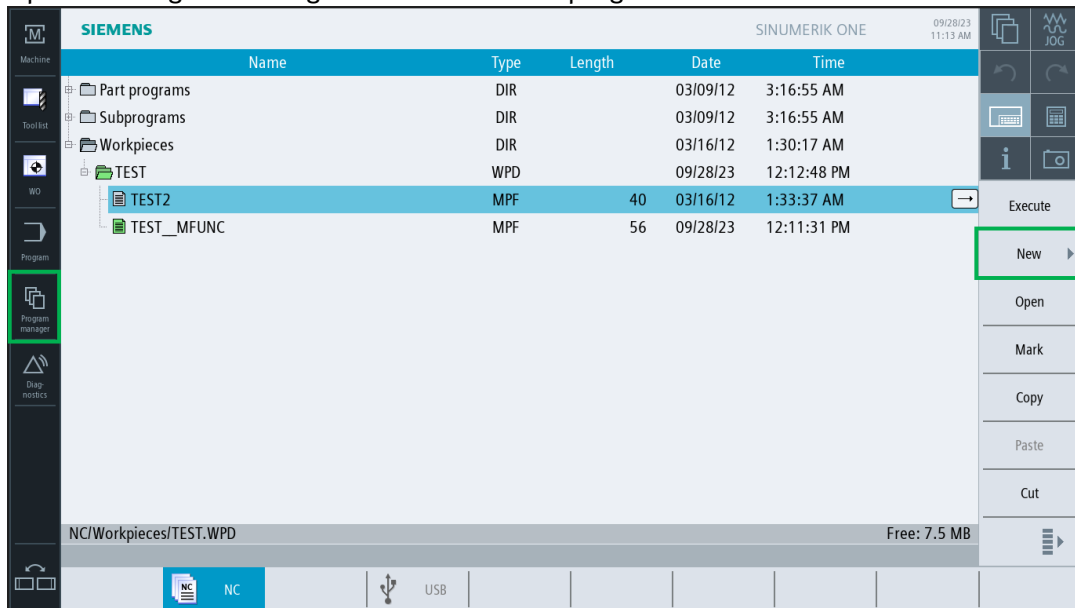 SIEMENS
SINUMERIK ONE
09/28/23
11:13 AM
M
JOG
Machine
Name Type Length Date Time
Part programs DIR 03/09/12 3:16:55 AM
Tool list
Subprograms DIR 03/09/12 3:16:55 AM
Workpieces DIR 03/16/12 1:30:17 AM
i
TEST WPD 09/28/23 12:12:48 PM
WO
TEST2 MPF 40 03/16/12 1:33:37 AM
Execute
TEST__MFUNC MPF 56 09/28/23 12:11:31 PM
Program
New
Program
manager
Open
Mark
Diag-
nostics
Copy
Paste
Cut
NC/Workpieces/TEST.WPD Free: 7.5 MB
NC NC
USB